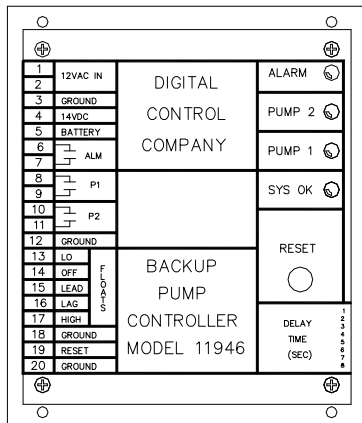 1
12VAC IN
2
3 GROUND
4 14VDC
5 BATTERY
6
ALM
7
8
P1
9
10
P2
11
12 GROUND
13 LO
14 OFF
15 LEAD
16 LAG
17 HIGH
FLOATS
18 GROUND
19 RESET
20 GROUND
DIGITAL
CONTROL
COMPANY
BACKUP
PUMP
CONTROLLER
MODEL 11946
ALARM
PUMP 2
PUMP 1
SYS OK
RESET
DELAY
TIME
(SEC)
1
2
3
4
5
6
7
8